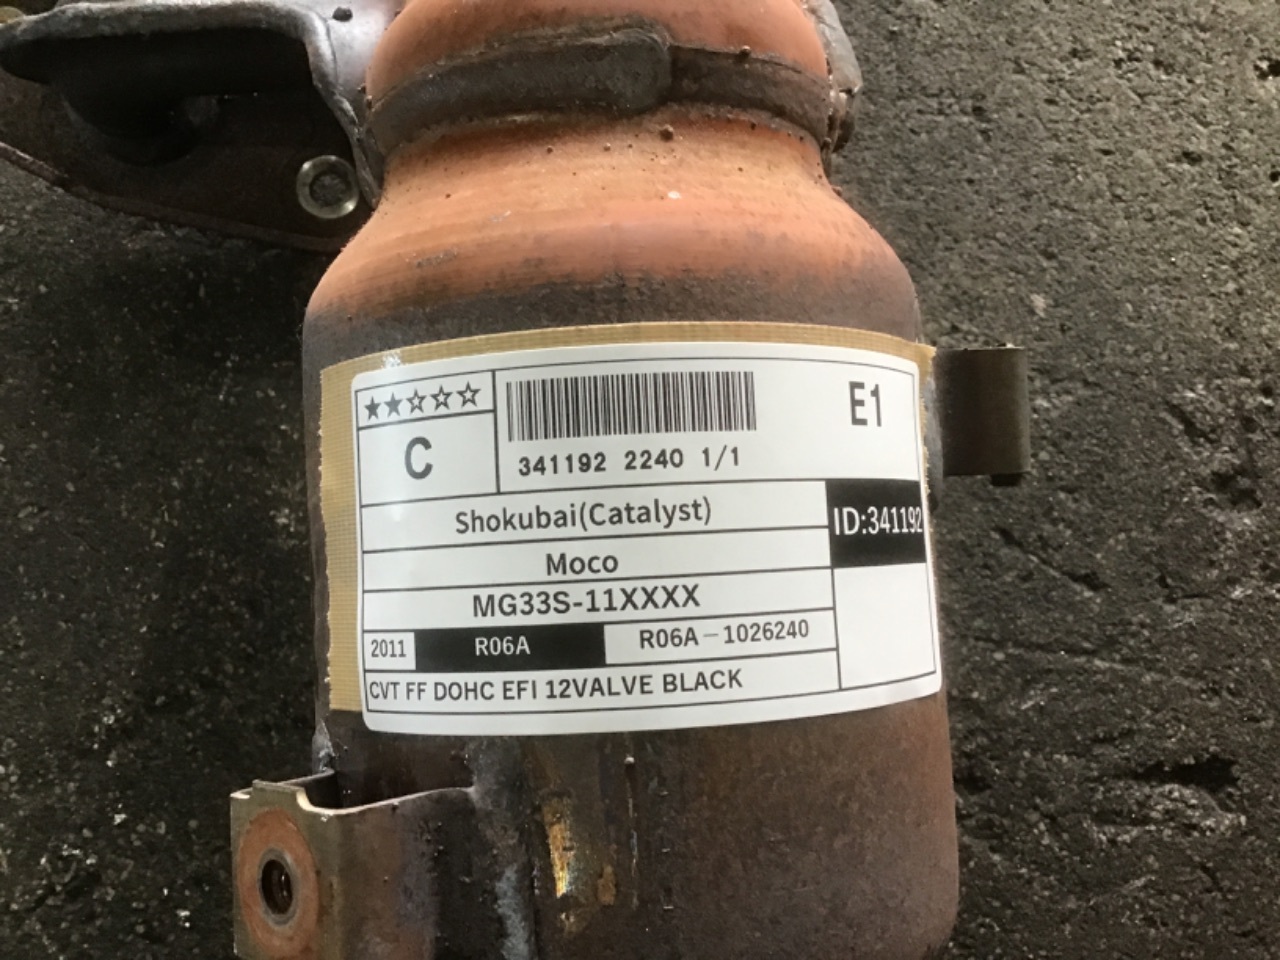 ★★☆☆☆
C
341192 2240 1/1
E1
Shokubai(Catalyst)
ID:341192
Moco
MG33S-11XXXX
2011 R06A R06A-1026240
CVT FF DOHC EFI 12VALVE BLACK